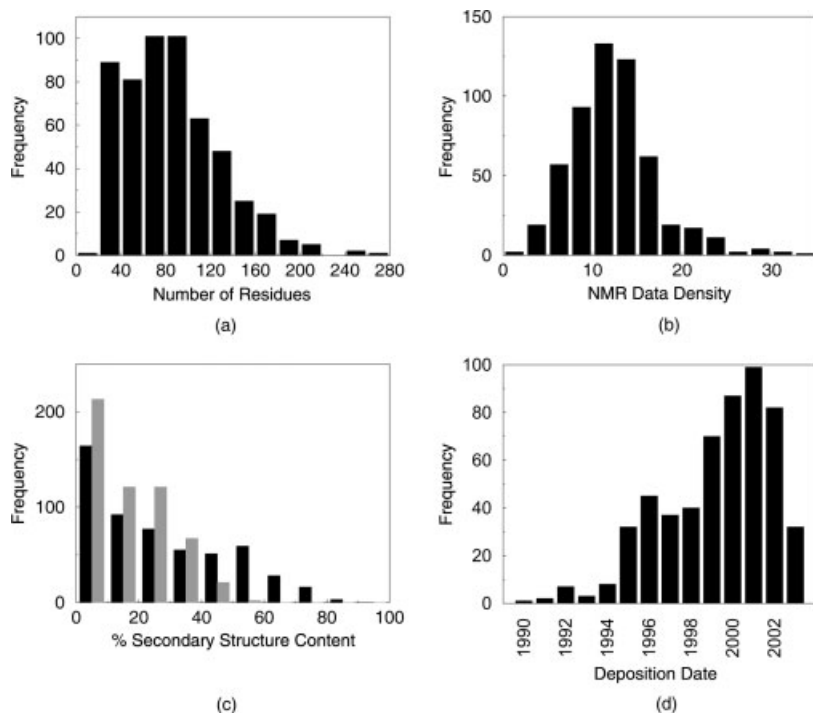 100
80
60
40
20
0
Frequency
0 40 80 120 160 200 240 280
Number of Residues
(a)
150
100
50
0
Frequency
0 10 20 30
NMR Data Density
(b)
200
100
0
Frequency
0 20 40 60 80 100
% Secondary Structure Content
(c)
100
80
60
40
20
0
Frequency
1990 1992 1994 1996 1998 2000 2002
Deposition Date
(d)